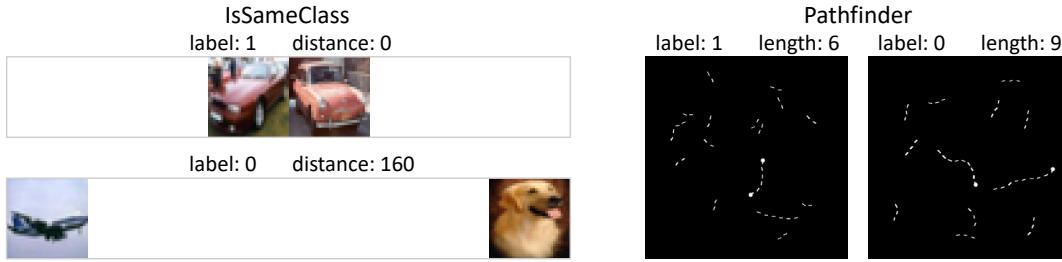 IsSameClass
label: 1 distance: 0
label: 0 distance: 160
Pathfinder
label: 1 length: 6 label: 0 length: 9